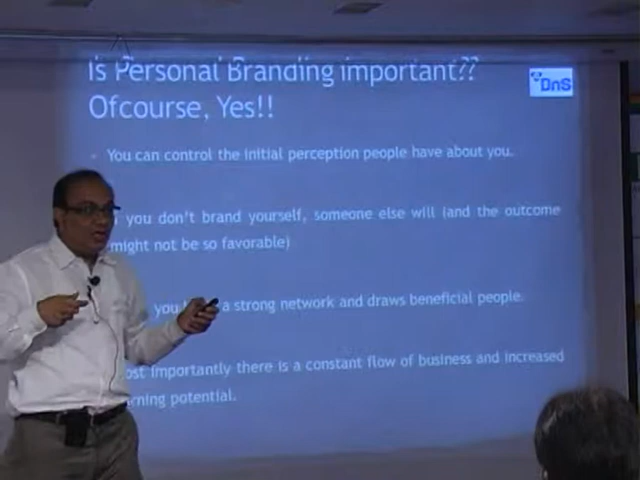 Is Personal Branding important??
Ofcourse, Yes!!
DnS
You can control the initial perception people have about you.
you don't brand yourself, someone else will (and the outcome
might not be so favorable)
you a strong network and draws beneficial people.
ost importantly there is a constant flow of business and increased
rning potential.